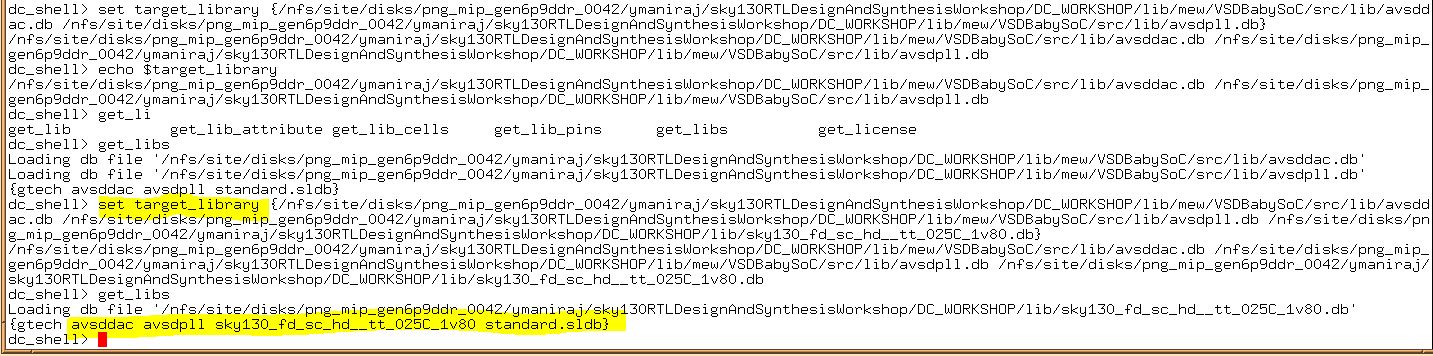 dc_shell> set target_library {/nfs/site/disks/png_mip_gen6p9ddr_0042/ymaniraj/sky130RTLDesignAndSynthesisWorkshop/DC_WORKSHOP/lib/mew/VSDBabySoC/src/lib/avsdd
ac.db /nfs/site/disks/png_mip_gen6p9ddr_0042/ymaniraj/sky130RTLDesignAndSynthesisWorkshop/DC_WORKSHOP/lib/mew/VSDBabySoC/src/lib/avsdpll.db}
/nfs/site/disks/png_mip_gen6p9ddr_0042/ymaniraj/sky130RTLDesignAndSynthesisWorkshop/DC_WORKSHOP/lib/mew/VSDBabySoC/src/lib/avsddac.db /nfs/site/disks/png_mip_
gen6p9ddr_0042/ymaniraj/sky130RTLDesignAndSynthesisWorkshop/DC_WORKSHOP/lib/mew/VSDBabySoC/src/lib/avsdpll.db
dc_shell> echo $target_library
/nfs/site/disks/png_mip_gen6p9ddr_0042/ymaniraj/sky130RTLDesignAndSynthesisWorkshop/DC_WORKSHOP/lib/mew/VSDBabySoC/src/lib/avsddac.db /nfs/site/disks/png_mip_
gen6p9ddr_0042/ymaniraj/sky130RTLDesignAndSynthesisWorkshop/DC_WORKSHOP/lib/mew/VSDBabySoC/src/lib/avsdpll.db
dc_shell> get_li
get_lib get_lib_attribute get_lib_cells get_lib_pins get_libs get_license
dc_shell> get_libs
Loading db file '/nfs/site/disks/png_mip_gen6p9ddr_0042/ymaniraj/sky130RTLDesignAndSynthesisWorkshop/DC_WORKSHOP/lib/mew/VSDBabySoC/src/lib/avsddac.db'
Loading db file '/nfs/site/disks/png_mip_gen6p9ddr_0042/ymaniraj/sky130RTLDesignAndSynthesisWorkshop/DC_WORKSHOP/lib/mew/VSDBabySoC/src/lib/avsdpll.db'
{gtech avsddac avsdpll standard.sldb}
dc_shell> set target_library {/nfs/site/disks/png_mip_gen6p9ddr_0042/ymaniraj/sky130RTLDesignAndSynthesisWorkshop/DC_WORKSHOP/lib/mew/VSDBabySoC/src/lib/avsdd
ac.db /nfs/site/disks/png_mip_gen6p9ddr_0042/ymaniraj/sky130RTLDesignAndSynthesisWorkshop/DC_WORKSHOP/lib/mew/VSDBabySoC/src/lib/avsdpll.db /nfs/site/disks/pn
g_mip_gen6p9ddr_0042/ymaniraj/sky130RTLDesignAndSynthesisWorkshop/DC_WORKSHOP/lib/sky130_fd_sc_hd__tt_025C_1v80.db}
/nfs/site/disks/png_mip_gen6p9ddr_0042/ymaniraj/sky130RTLDesignAndSynthesisWorkshop/DC_WORKSHOP/lib/mew/VSDBabySoC/src/lib/avsddac.db /nfs/site/disks/png_mip_
gen6p9ddr_0042/ymaniraj/sky130RTLDesignAndSynthesisWorkshop/DC_WORKSHOP/lib/mew/VSDBabySoC/src/lib/avsdpll.db /nfs/site/disks/png_mip_gen6p9ddr_0042/ymaniraj/
sky130RTLDesignAndSynthesisWorkshop/DC_WORKSHOP/lib/sky130_fd_sc_hd__tt_025C_1v80.db
dc_shell> get_libs
Loading db file '/nfs/site/disks/png_mip_gen6p9ddr_0042/ymaniraj/sky130RTLDesignAndSynthesisWorkshop/DC_WORKSHOP/lib/sky130_fd_sc_hd__tt_025C_1v80.db'
{gtech avsddac avsdpll sky130_fd_sc_hd__tt_025C_1v80 standard.sldb}
dc_shell>